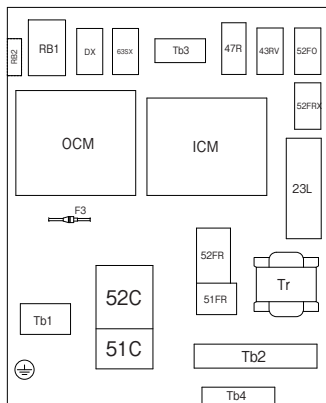 RB2
RB1
DX
63SX
Tb3
47R
43RV
52FO
52FRX
OCM
ICM
23L
F3
52FR
51FR
Tr
52C
51C
Tb1
Tb2
Tb4